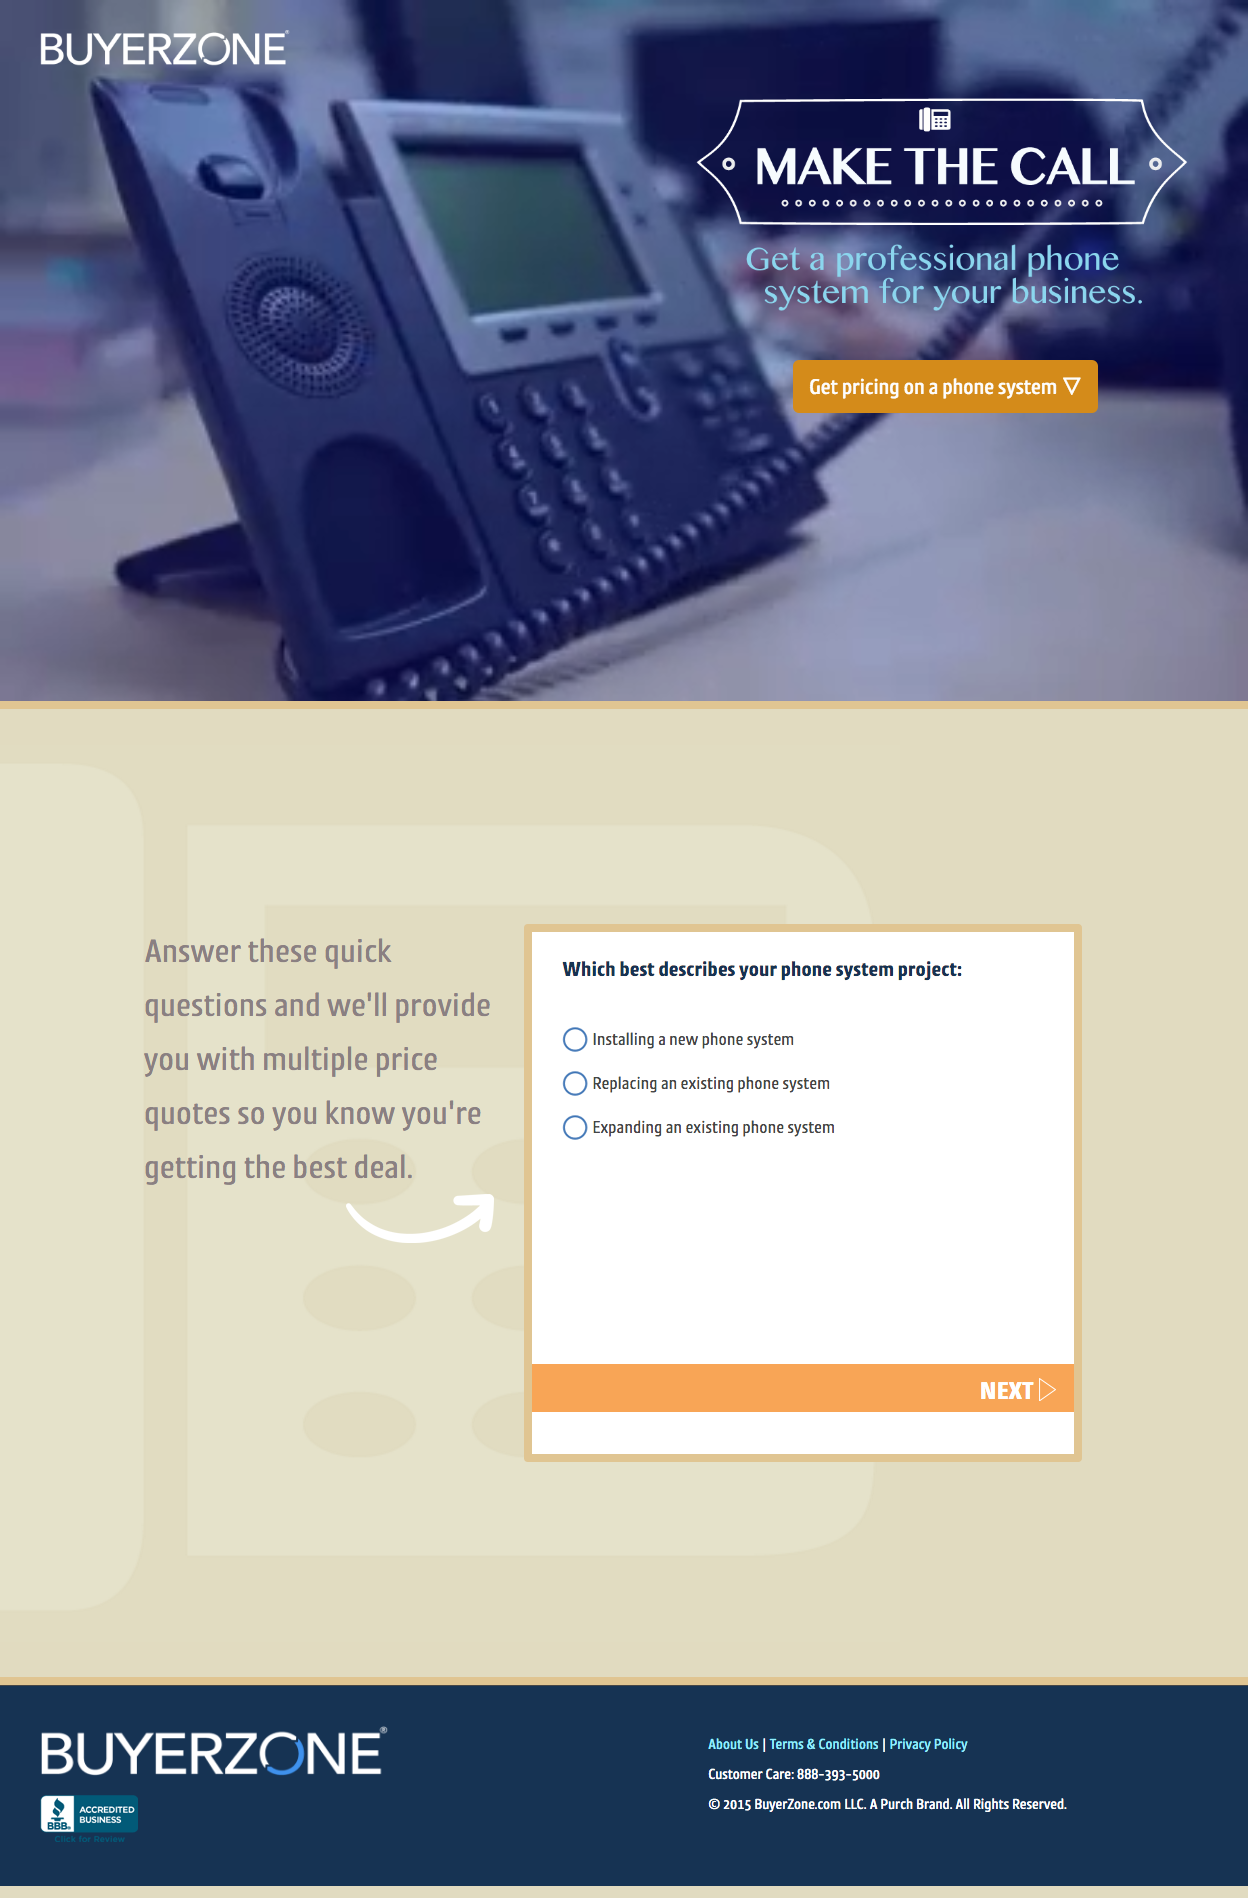 BUYERZONE®
MAKE THE CALL
Get a professional phone
system for your business.
Get pricing on a phone system
Answer these quick
questions and we'll provide
you with multiple price
quotes so you know you're
getting the best deal.
Which best describes your phone system project:
Installing a new phone system
Replacing an existing phone system
Expanding an existing phone system
NEXT
BUYERZONE®
BBB.
ACCREDITED
BUSINESS
Click for Review
About Us | Terms & Conditions | Privacy Policy
Customer Care: 888-393-5000
© 2015 BuyerZone.com LLC. A Purch Brand. All Rights Reserved.